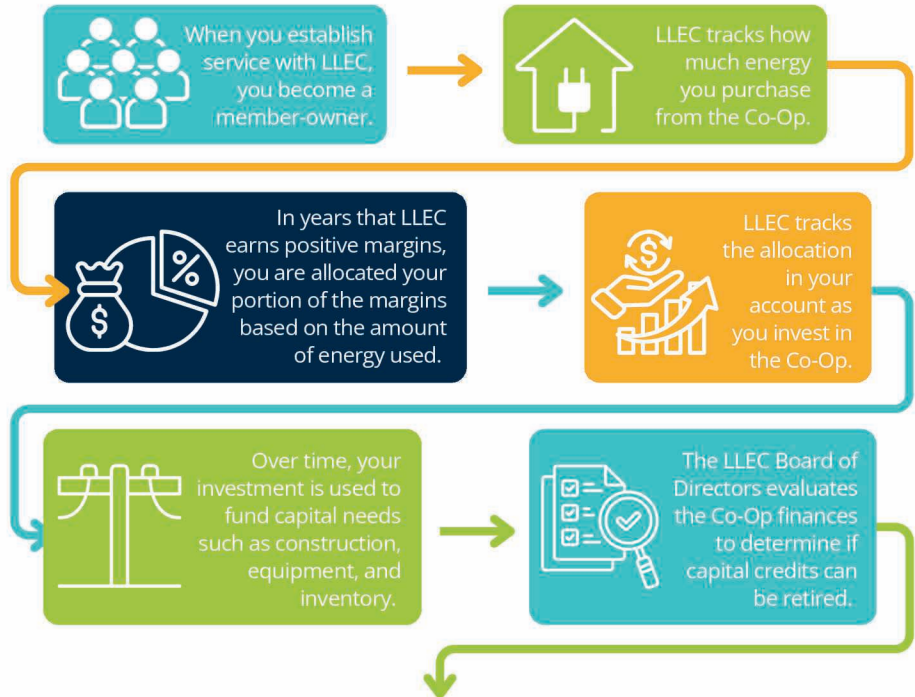 When you establish
service with LLEC,
you become a
member-owner.
LLEC tracks how
much energy
you purchase
from the Co-Op.
In years that LLEC
earns positive margins,
you are allocated your
portion of the margins
based on the amount
of energy used.
%
$
LLEC tracks
the allocation
in your
account as
you invest in
the Co-Op.
$
Over time, your
investment is used to
fund capital needs
such as construction,
equipment, and
inventory.
The LLEC Board of
Directors evaluates
the Co-Op finances
to determine if
capital credits can
be retired.